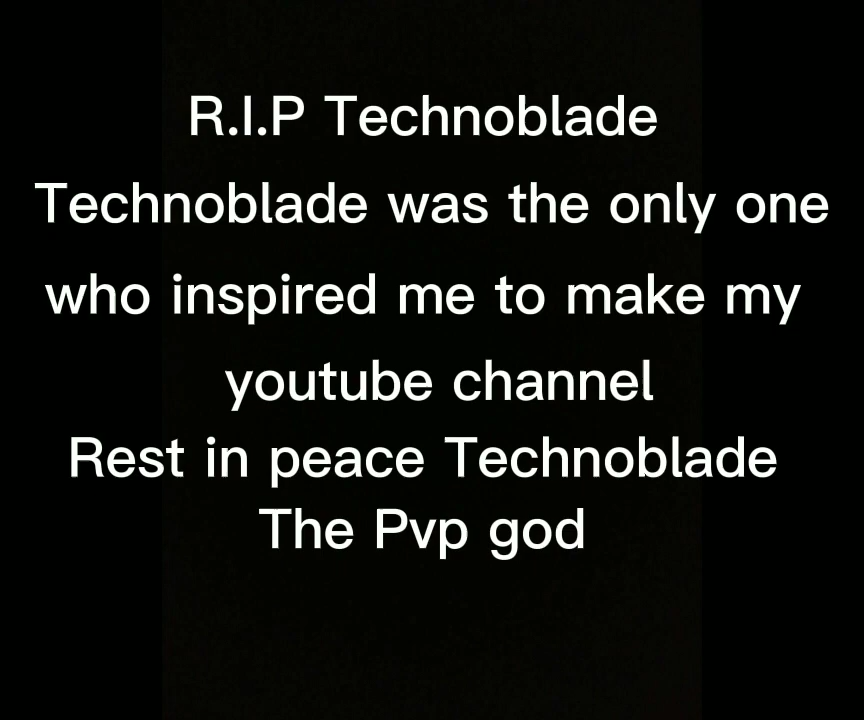 R.I.P Technoblade
Technoblade was the only one
who inspired me to make my
youtube channel
Rest in peace Technoblade
The Pvp god